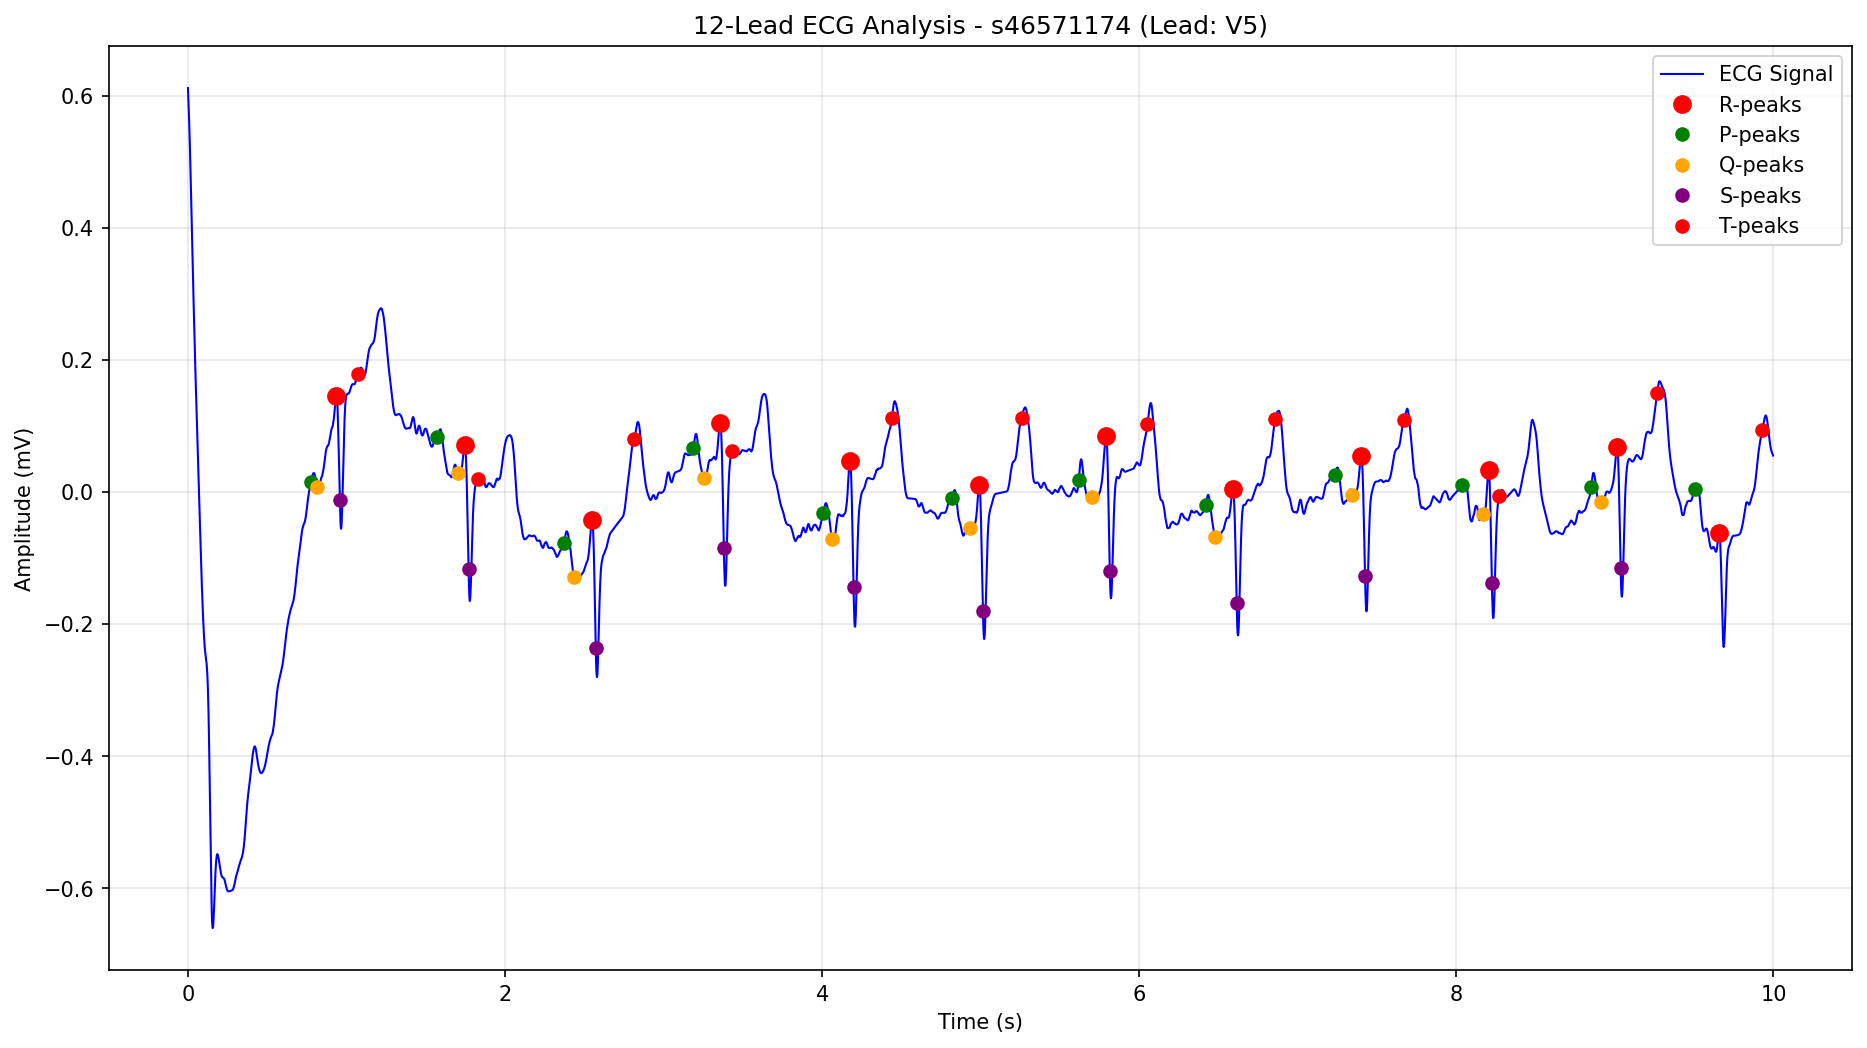 12-Lead ECG Analysis - s46571174 (Lead: V5)
ECG Signal
R-peaks
P-peaks
Q-peaks
S-peaks
T-peaks
Amplitude (mV)
0.6
0.4
0.2
0.0
−0.2
−0.4
−0.6
0 2 4 6 8 10
Time (s)